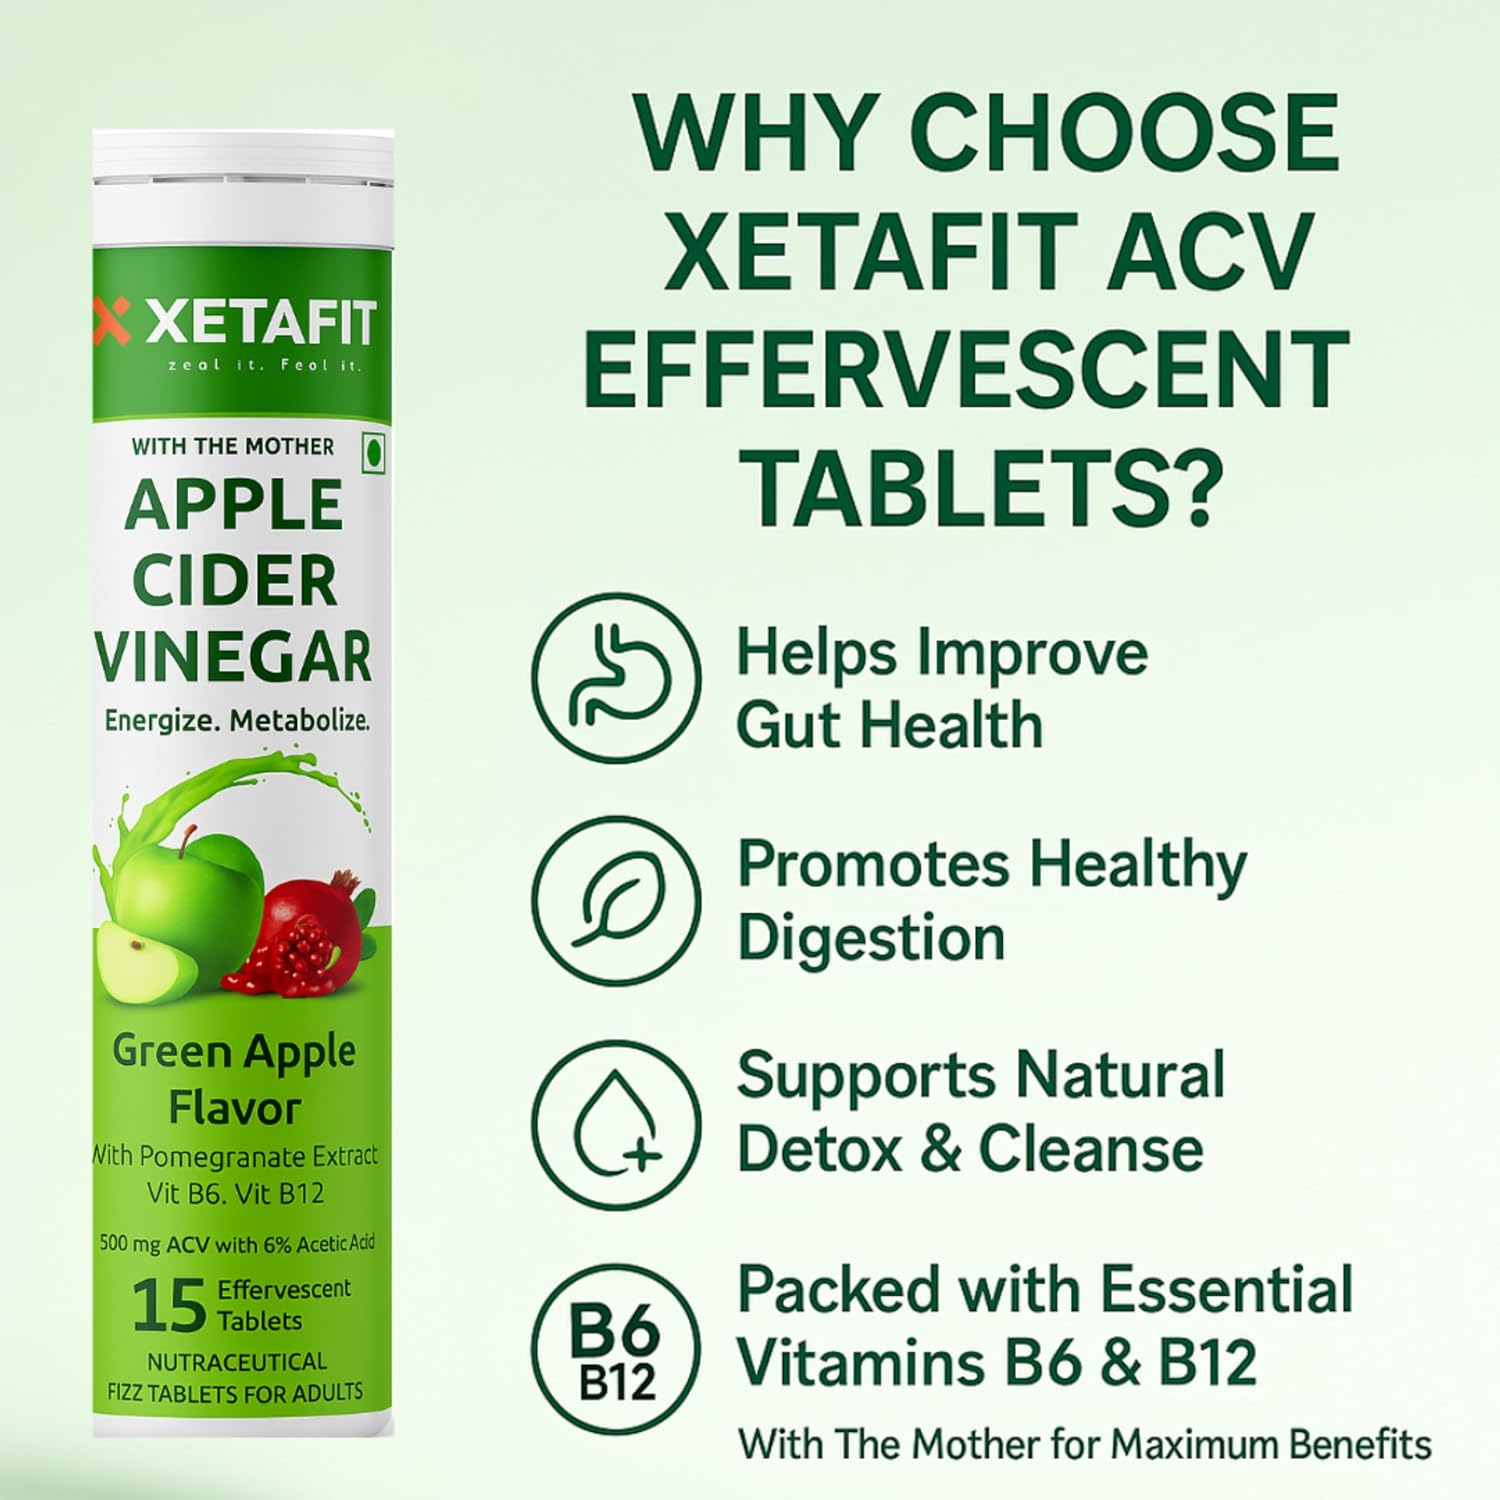 XETAFIT
zeal it. Feel it.
WITH THE MOTHER
APPLE
CIDER
VINEGAR
Energize. Metabolize.
Green Apple
Flavor
With Pomegranate Extract
Vit B6. Vit B12
500 mg ACV with 6% Acetic Acid
15 Effervescent
Tablets
NUTRACEUTICAL
FIZZ TABLETS FOR ADULTS
WHY CHOOSE
XETAFIT ACV
EFFERVESCENT
TABLETS?
Helps Improve
Gut Health
Promotes Healthy
Digestion
Supports Natural
Detox & Cleanse
B6
B12
Packed with Essential
Vitamins B6 & B12
With The Mother for Maximum Benefits